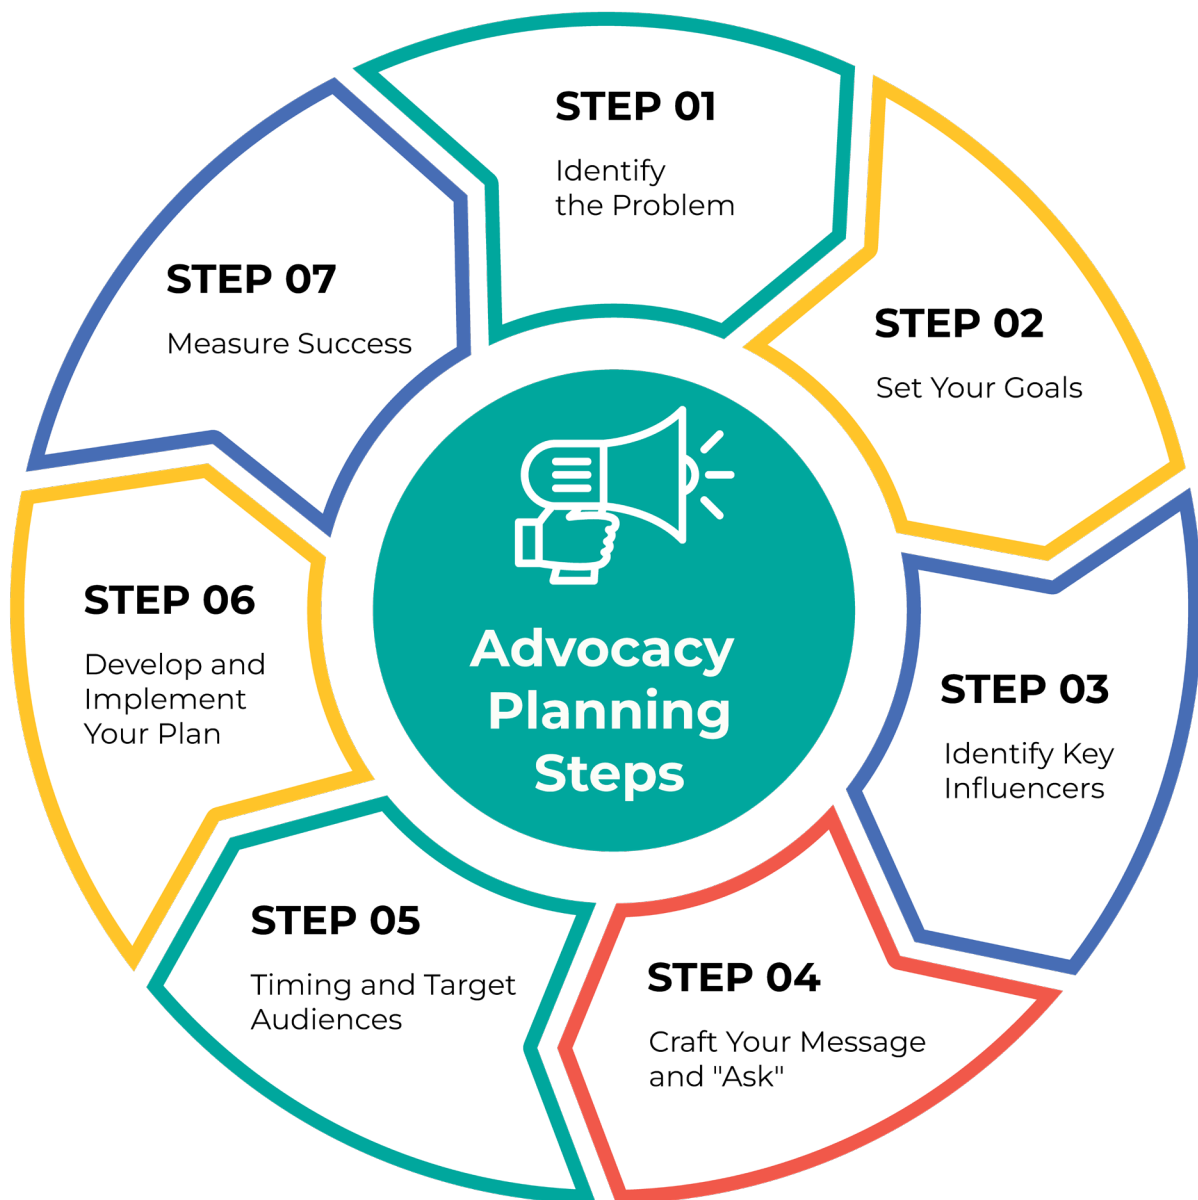 STEP 01
Identify
the Problem
STEP 02
Set Your Goals
STEP 03
Identify Key
Influencers
STEP 04
Craft Your Message
and "Ask"
STEP 05
Timing and Target
Audiences
STEP 06
Develop and
Implement
Your Plan
STEP 07
Measure Success
Advocacy
Planning
Steps